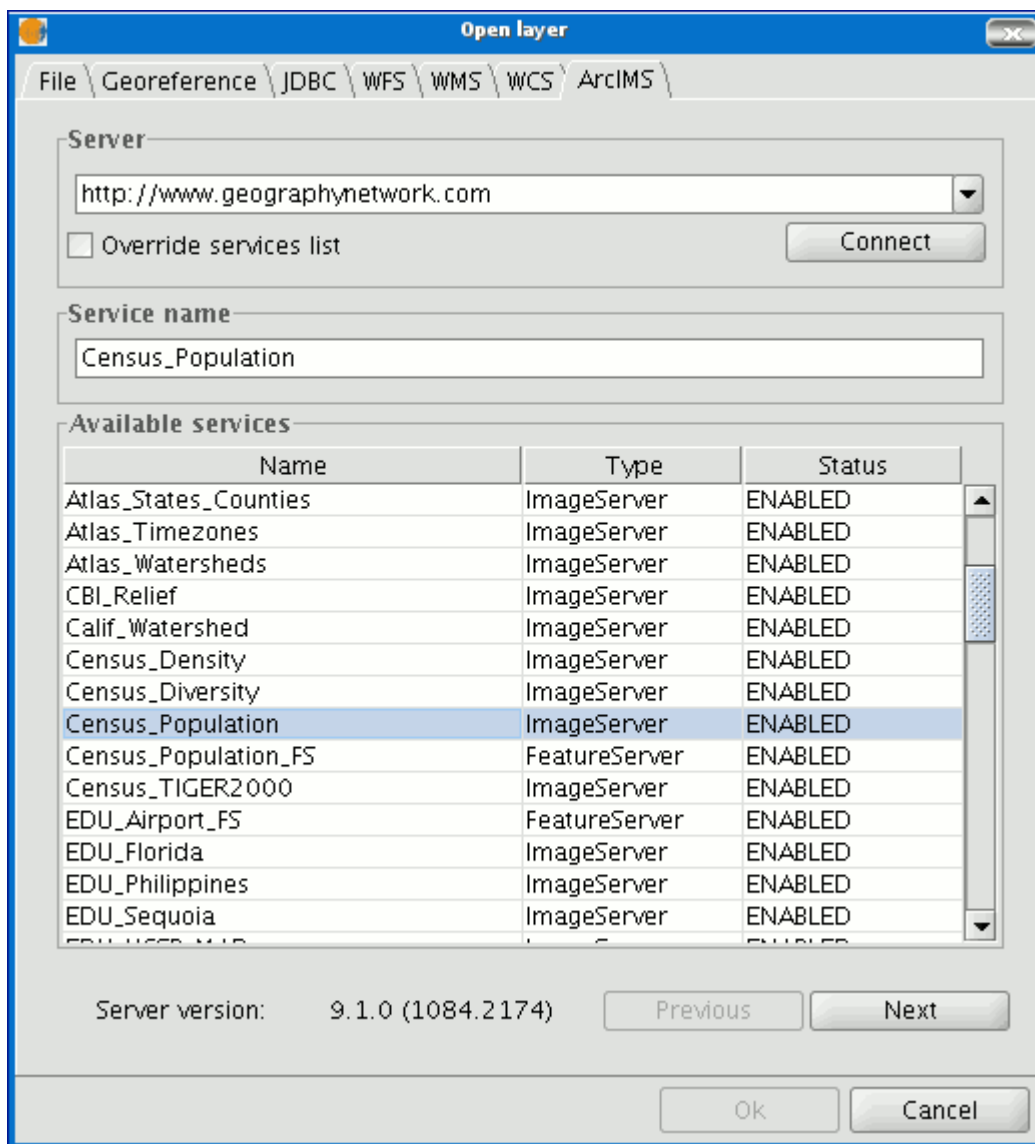 Open layer
File Georeference JDBC WFS WMS WCS ArcIMS
Server
http://www.geographynetwork.com
Override services list Connect
Service name
Census_Population
Available services
Name Type Status
Atlas_States_Counties ImageServer ENABLED
Atlas_Timezones ImageServer ENABLED
Atlas_Watersheds ImageServer ENABLED
CBI_Relief ImageServer ENABLED
Calif_Watershed ImageServer ENABLED
Census_Density ImageServer ENABLED
Census_Diversity ImageServer ENABLED
Census_Population ImageServer ENABLED
Census_Population_FS FeatureServer ENABLED
Census_TIGER2000 ImageServer ENABLED
EDU_Airport_FS FeatureServer ENABLED
EDU_Florida ImageServer ENABLED
EDU_Philippines ImageServer ENABLED
EDU_Sequoia ImageServer ENABLED
Server version: 9.1.0 (1084.2174) Previous Next
Ok Cancel